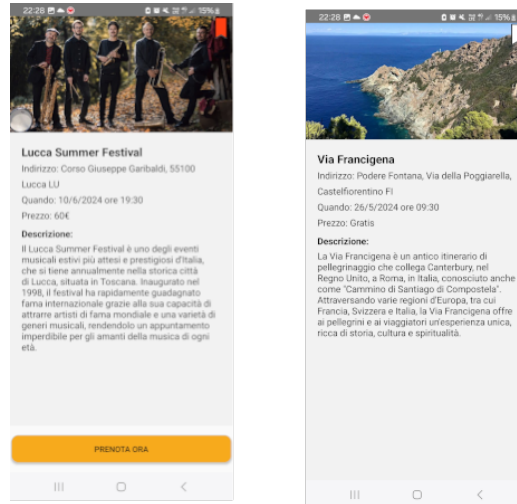 22:28
15%
Lucca Summer Festival
Indirizzo: Corso Giuseppe Garibaldi, 55100
Lucca LU
Quando: 10/6/2024 ore 19:30
Prezzo: 60€
Descrizione:
Il Lucca Summer Festival è uno degli eventi
musicali estivi più attesi e prestigiosi d'Italia,
che si tiene annualmente nella storica città
di Lucca, situata in Toscana. Inaugurato nel
1998, il festival ha rapidamente guadagnato
fama internazionale grazie alla sua capacità di
attrarre artisti di fama mondiale e una varietà di
generi musicali, rendendolo un appuntamento
imperdibile per gli amanti della musica di ogni
età.
PRENOTA ORA
22:28
15%
Via Francigena
Indirizzo: Podere Fontana, Via della Poggiarella,
Castelfiorentino FI
Quando: 26/5/2024 ore 09:30
Prezzo: Gratis
Descrizione:
La Via Francigena è un antico itinerario di
pellegrinaggio che collega Canterbury, nel
Regno Unito, a Roma, in Italia, conosciuto anche
come "Cammino di Santiago di Compostela".
Attraversando varie regioni d'Europa, tra cui
Francia, Svizzera e Italia, la Via Francigena offre
ai pellegrini e ai viaggiatori un'esperienza unica,
ricca di storia, cultura e spiritualità.